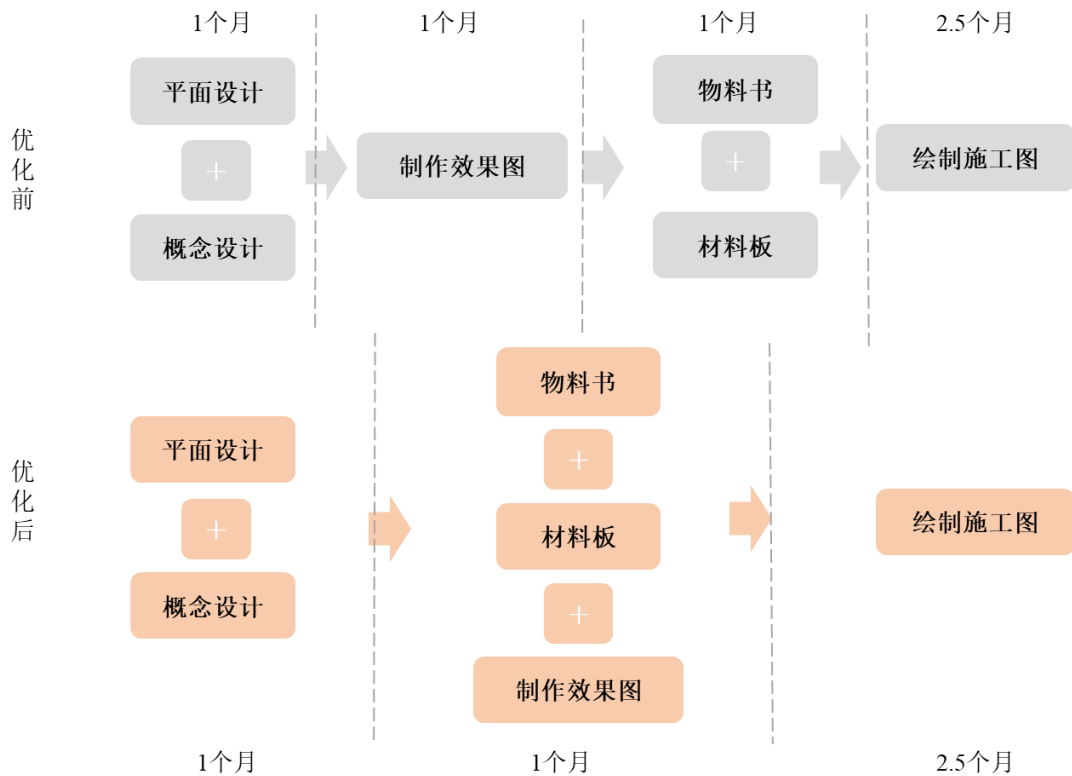 1个月
1个月
1个月
2.5个月
优化前
平面设计
+
概念设计
制作效果图
物料书
+
材料板
绘制施工图
优化后
平面设计
+
概念设计
物料书
+
材料板
+
制作效果图
绘制施工图
1个月
1个月
2.5个月